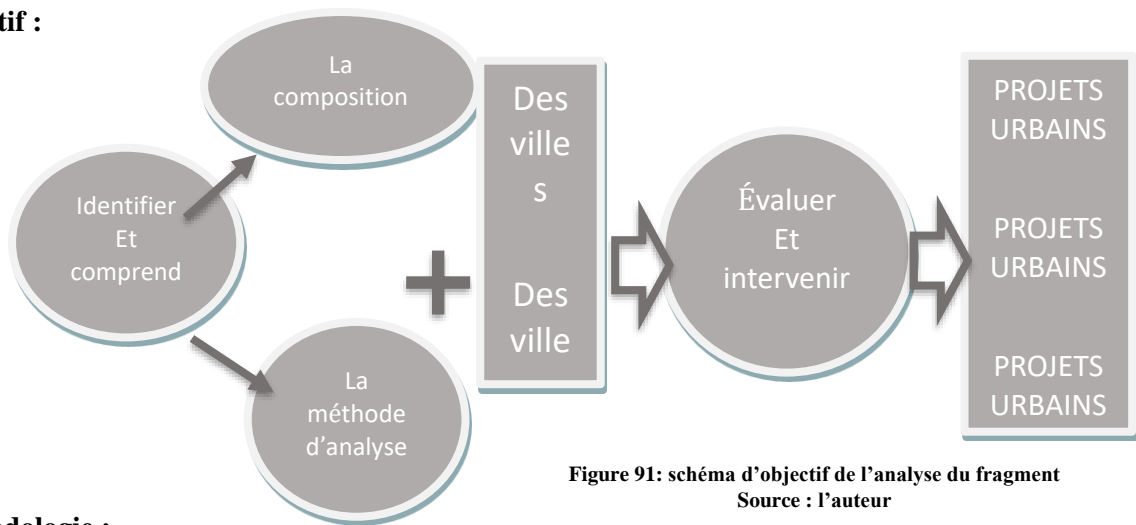 tif :
Identifier
Et
comprend
La
composition
La
méthode
d'analyse
Des
ville
s
Des
ville
Évaluer
Et
intervenir
PROJETS
URBAINS
PROJETS
URBAINS
PROJETS
URBAINS
Figure 91: schéma d'objectif de l'analyse du fragment
Source : l'auteur
dologie :